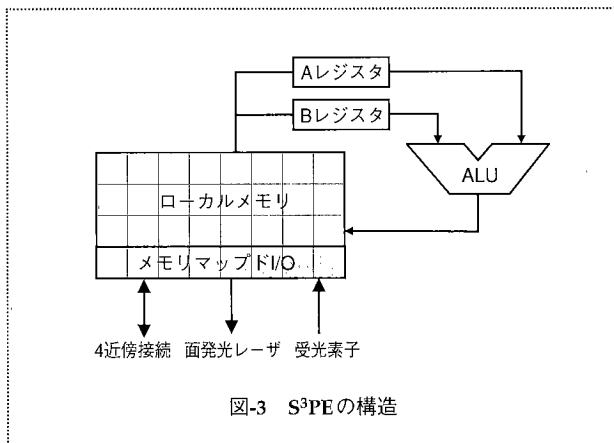 Aレジスタ
Bレジスタ
ALU
ローカルメモリ
メモリマップドI/O
4近傍接続 面発光レーザ 受光素子
図-3 S³PEの構造